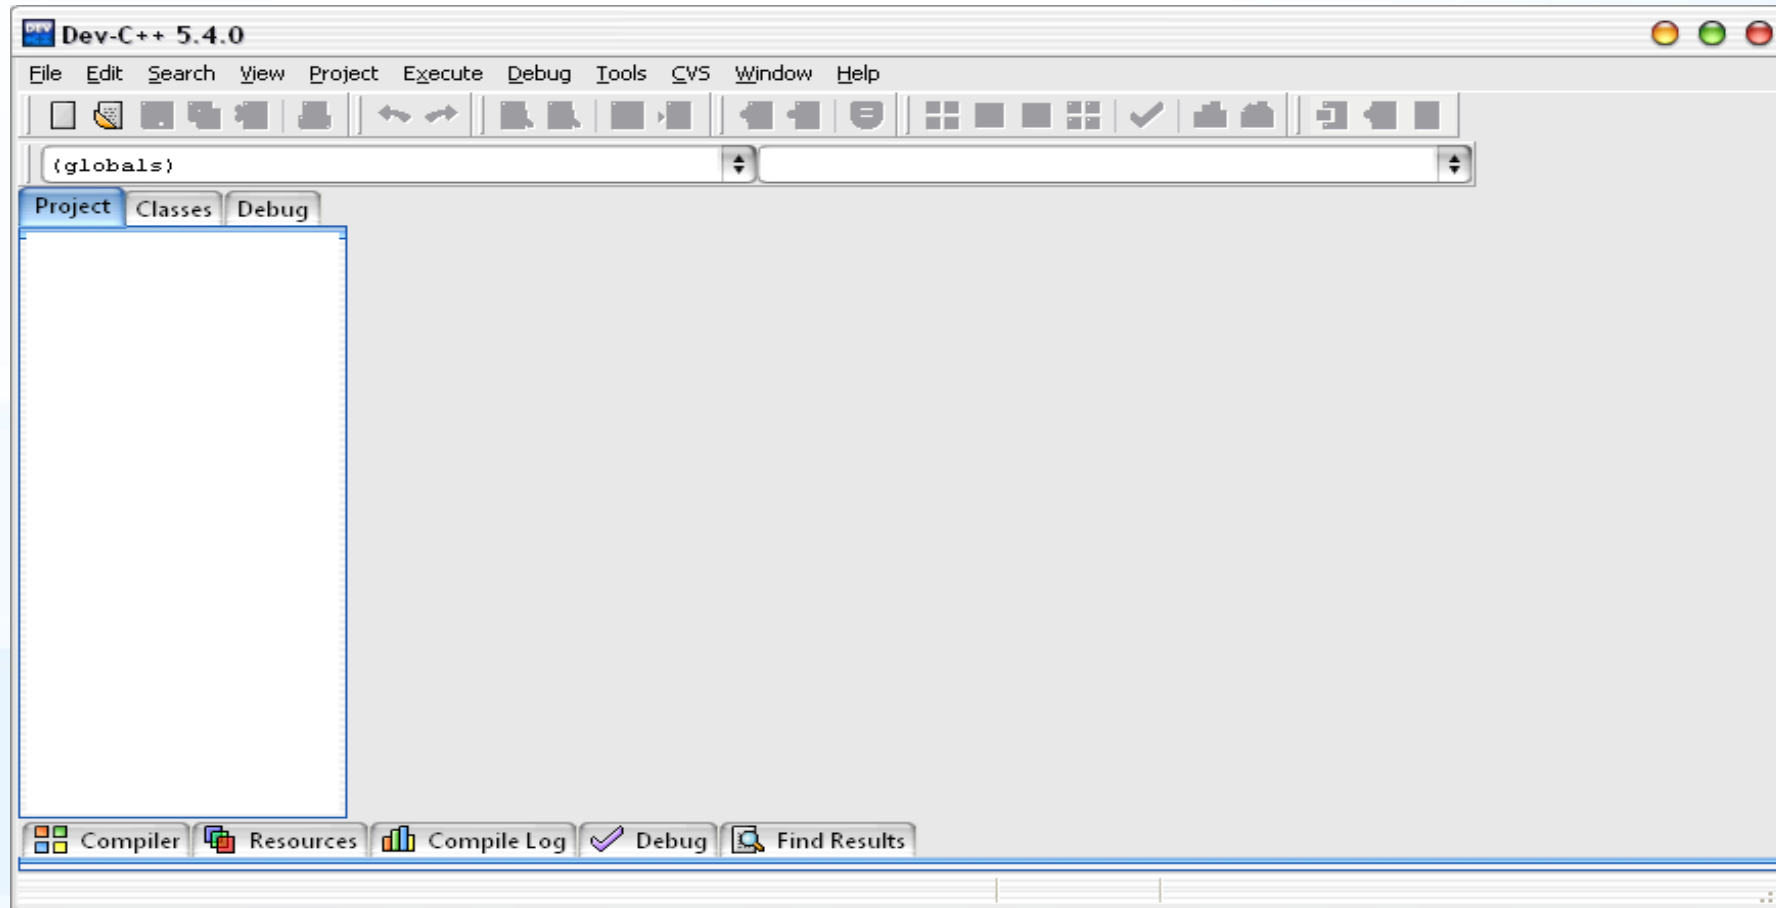 Dev-C++ 5.4.0
File Edit Search View Project Execute Debug Tools CVS Window Help
(globals)
Project Classes Debug
Compiler Resources Compile Log Debug Find Results